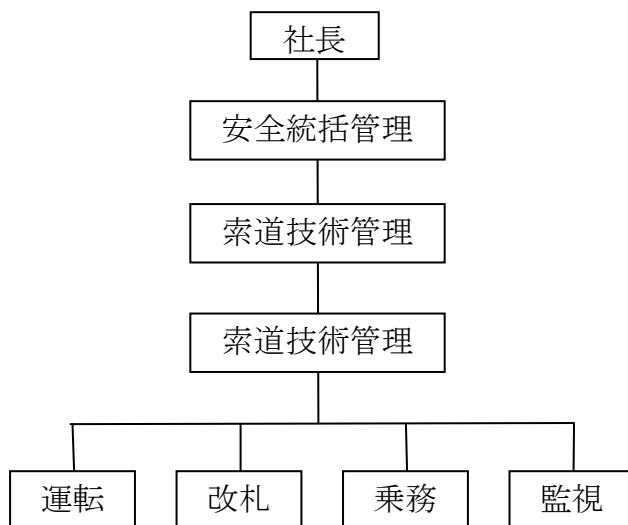 社長
安全統括管理
索道技術管理
索道技術管理
運転
改札
乗務
監視